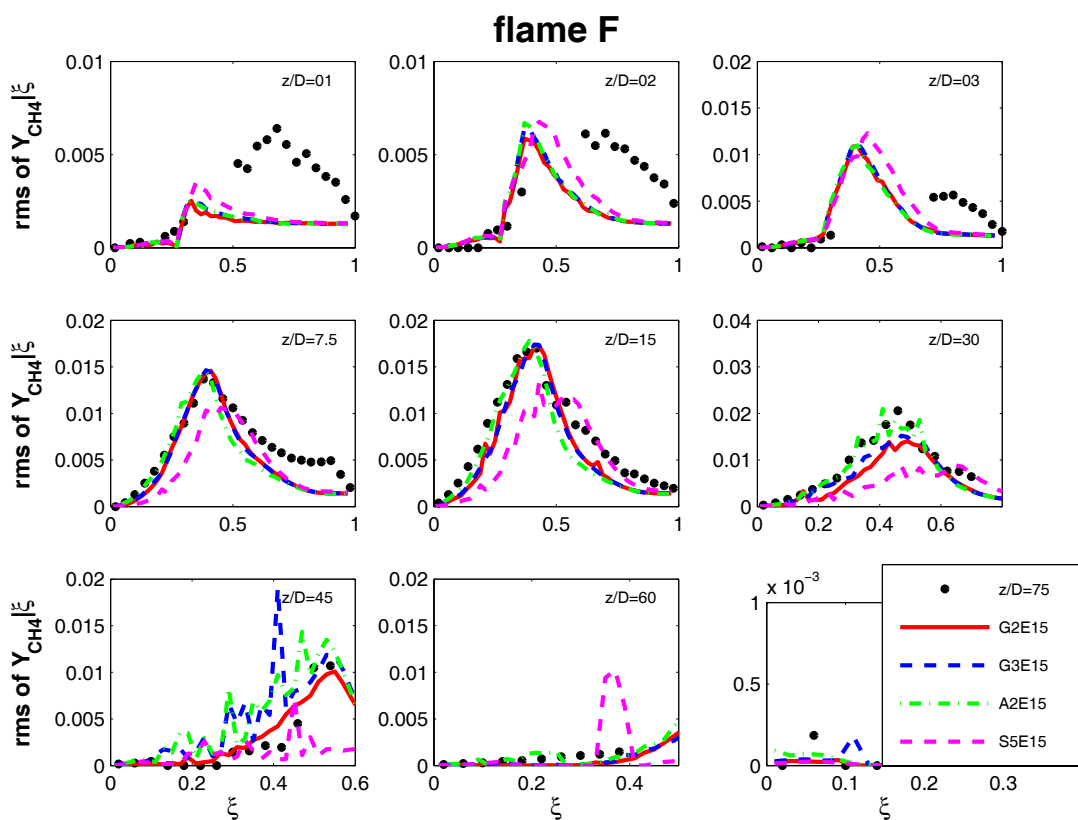 flame F
0.01
0.005
0
0 0.5 1
rms of Y_CH4|ξ
z/D=01
0.01
0.005
0
0 0.5 1
z/D=02
0.02
0.015
0.01
0.005
0
0 0.5 1
z/D=03
0.02
0.015
0.01
0.005
0
0 0.5 1
rms of Y_CH4|ξ
z/D=7.5
0.02
0.015
0.01
0.005
0
0 0.5 1
z/D=15
0.04
0.03
0.02
0.01
0
0.2 0.4 0.6
z/D=30
0.02
0.015
0.01
0.005
0
0 0.2 0.4 0.6
rms of Y_CH4|ξ
ξ
z/D=45
0.02
0.015
0.01
0.005
0
0 0.2 0.4
ξ
z/D=60
x 10^-3
1
0.5
0
0 0.1 0.2 0.3
ξ
z/D=75
G2E15
G3E15
A2E15
S5E15